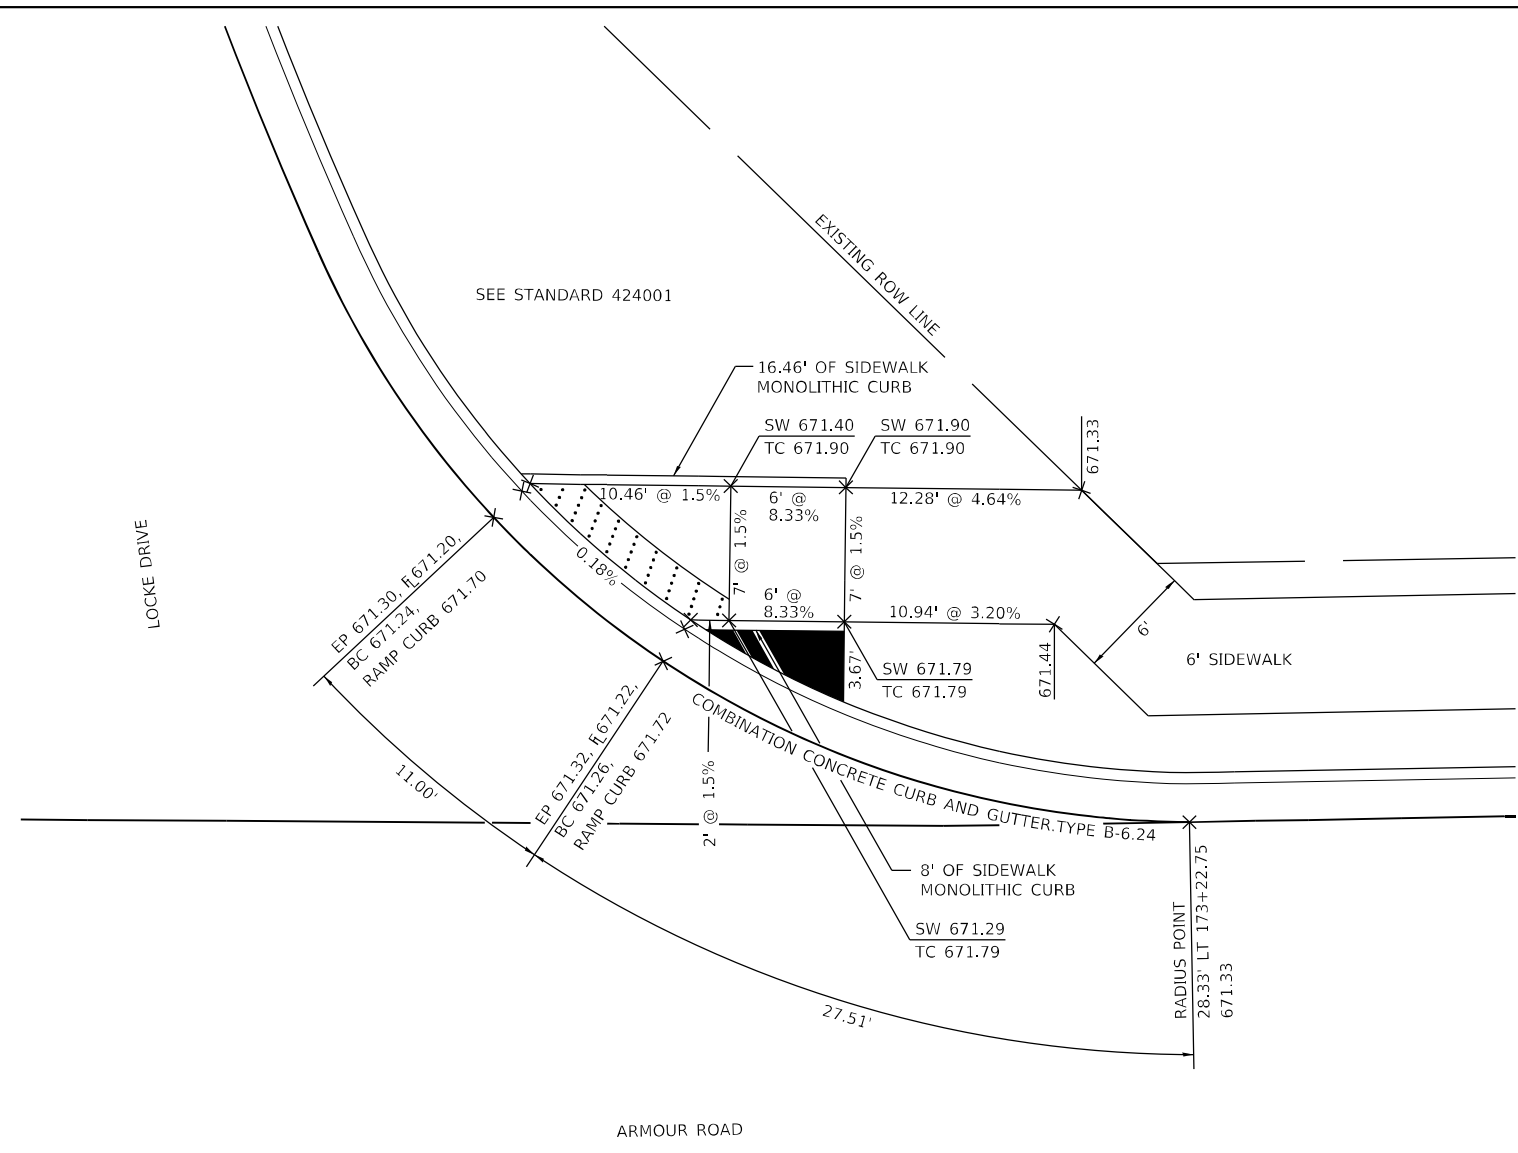 EXISTING ROW LINE
SEE STANDARD 424001
16.46' OF SIDEWALK
MONOLITHIC CURB
SW 671.40
TC 671.90
SW 671.90
TC 671.90
671.33
10.46' @ 1.5%
6' @
8.33%
12.28' @ 4.64%
7' @ 1.5%
7' @ 1.5%
0.18%
6' @
8.33%
10.94' @ 3.20%
LOCKE DRIVE
EP 671.30, FL 671.20,
BC 671.24,
RAMP CURB 671.70
6'
6' SIDEWALK
3.67'
SW 671.79
TC 671.79
671.44
EP 671.32, FL 671.22,
BC 671.26,
RAMP CURB 671.72
11.00'
2' @ 1.5%
COMBINATION CONCRETE CURB AND GUTTER.TYPE B-6.24
8' OF SIDEWALK
MONOLITHIC CURB
SW 671.29
TC 671.79
RADIUS POINT
28.33' LT 173+22.75
671.33
27.51'
ARMOUR ROAD